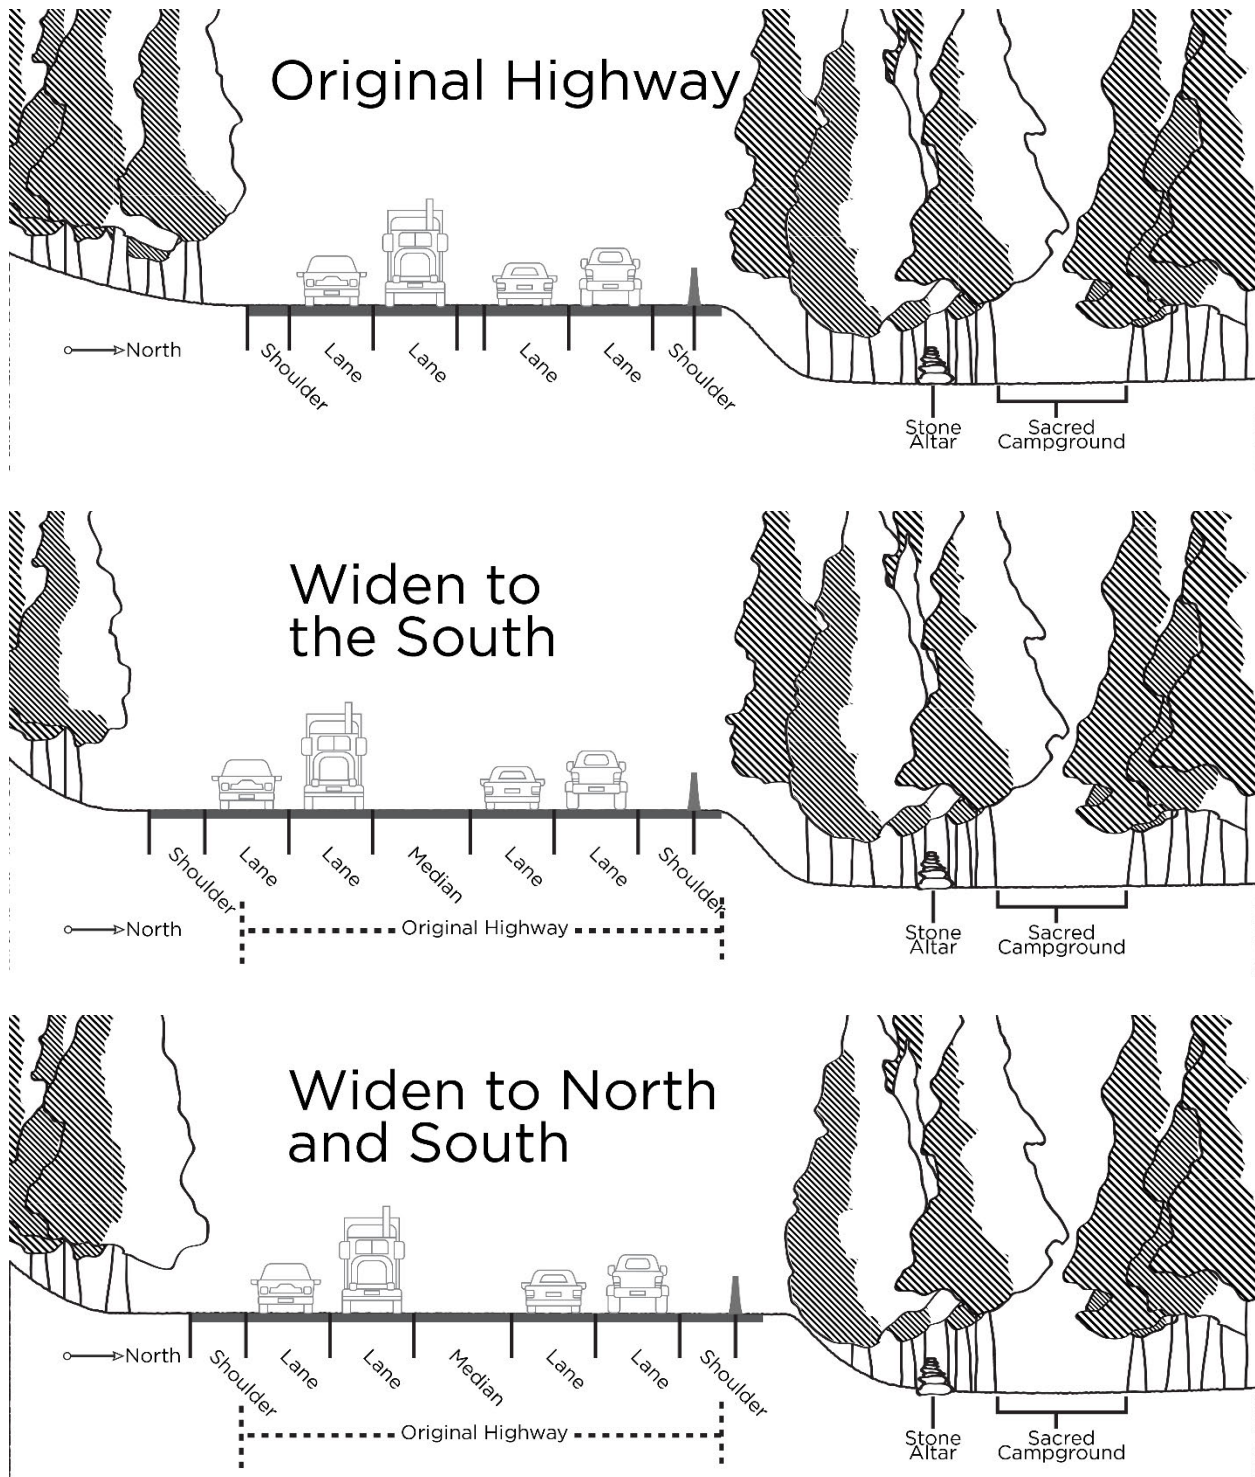 Original Highway
North
Shoulder
Lane
Lane
Lane
Lane
Shoulder
Stone
Altar
Sacred
Campground
Widen to
the South
Shoulder
Lane
Lane
Median
Lane
Lane
Shoulder
North
Original Highway
Stone
Altar
Sacred
Campground
Widen to North
and South
North
Shoulder
Lane
Lane
Median
Lane
Lane
Shoulder
Original Highway
Stone
Altar
Sacred
Campground